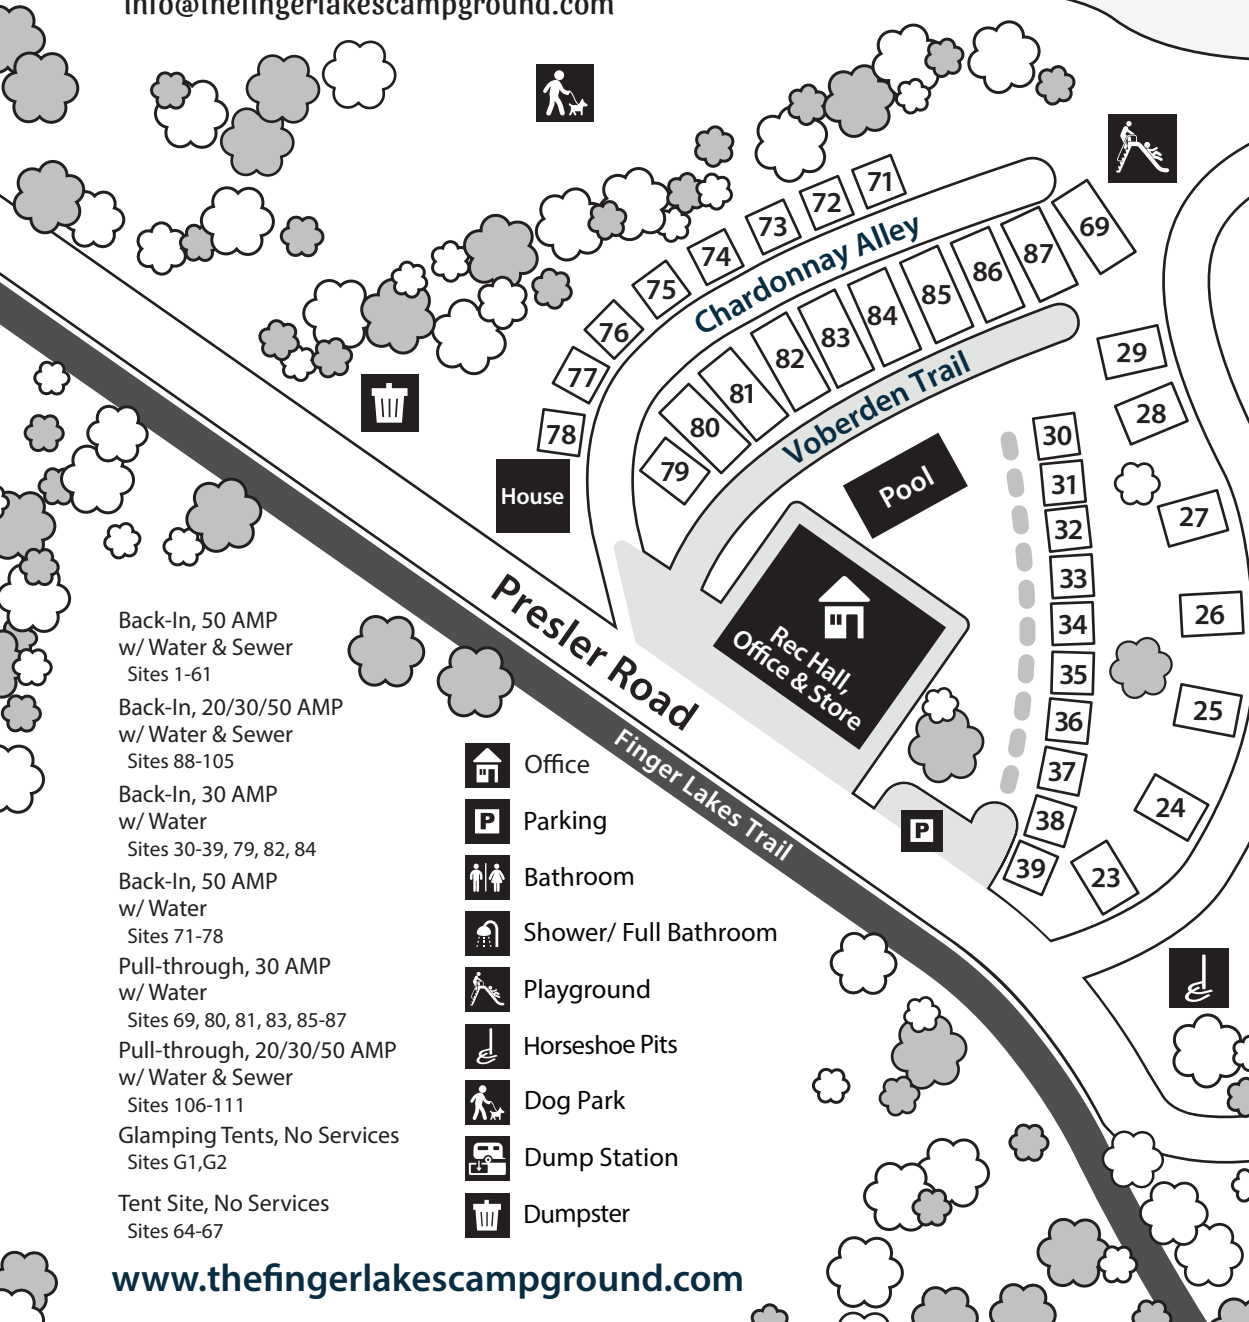 info@thefingerlakescampground.com
71
72
73
74
75
76
77
78
Chardonnay Alley
69
87
86
85
84
83
82
81
80
79
Voberden Trail
House
Pool
Rec Hall,
Office & Store
Presler Road
Finger Lakes Trail
P
29
28
27
26
25
24
23
30
31
32
33
34
35
36
37
38
39
Back-In, 50 AMP
w/ Water & Sewer
Sites 1-61
Back-In, 20/30/50 AMP
w/ Water & Sewer
Sites 88-105
Back-In, 30 AMP
w/ Water
Sites 30-39, 79, 82, 84
Back-In, 50 AMP
w/ Water
Sites 71-78
Pull-through, 30 AMP
w/ Water
Sites 69, 80, 81, 83, 85-87
Pull-through, 20/30/50 AMP
w/ Water & Sewer
Sites 106-111
Glamping Tents, No Services
Sites G1,G2
Tent Site, No Services
Sites 64-67
Office
P Parking
Bathroom
Shower/ Full Bathroom
Playground
Horseshoe Pits
Dog Park
Dump Station
Dumpster
www.thefingerlakescampground.com